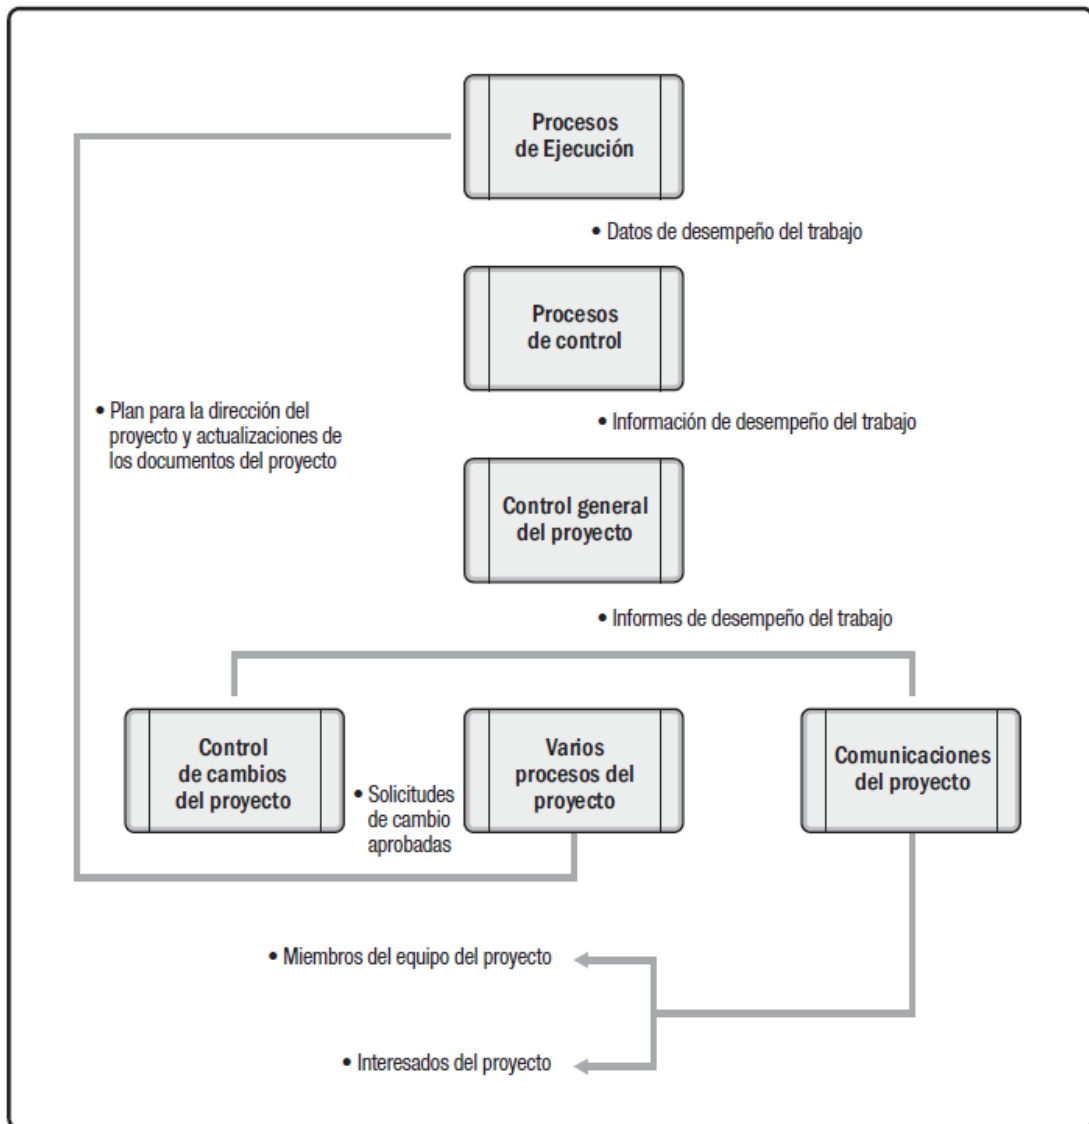 Procesos
de Ejecución
• Datos de desempeño del trabajo
Procesos
de control
• Plan para la dirección del
proyecto y actualizaciones de
los documentos del proyecto
• Información de desempeño del trabajo
Control general
del proyecto
• Informes de desempeño del trabajo
Control
de cambios
del proyecto
• Solicitudes
de cambio
aprobadas
Varios
procesos del
proyecto
Comunicaciones
del proyecto
• Miembros del equipo del proyecto
• Interesados del proyecto